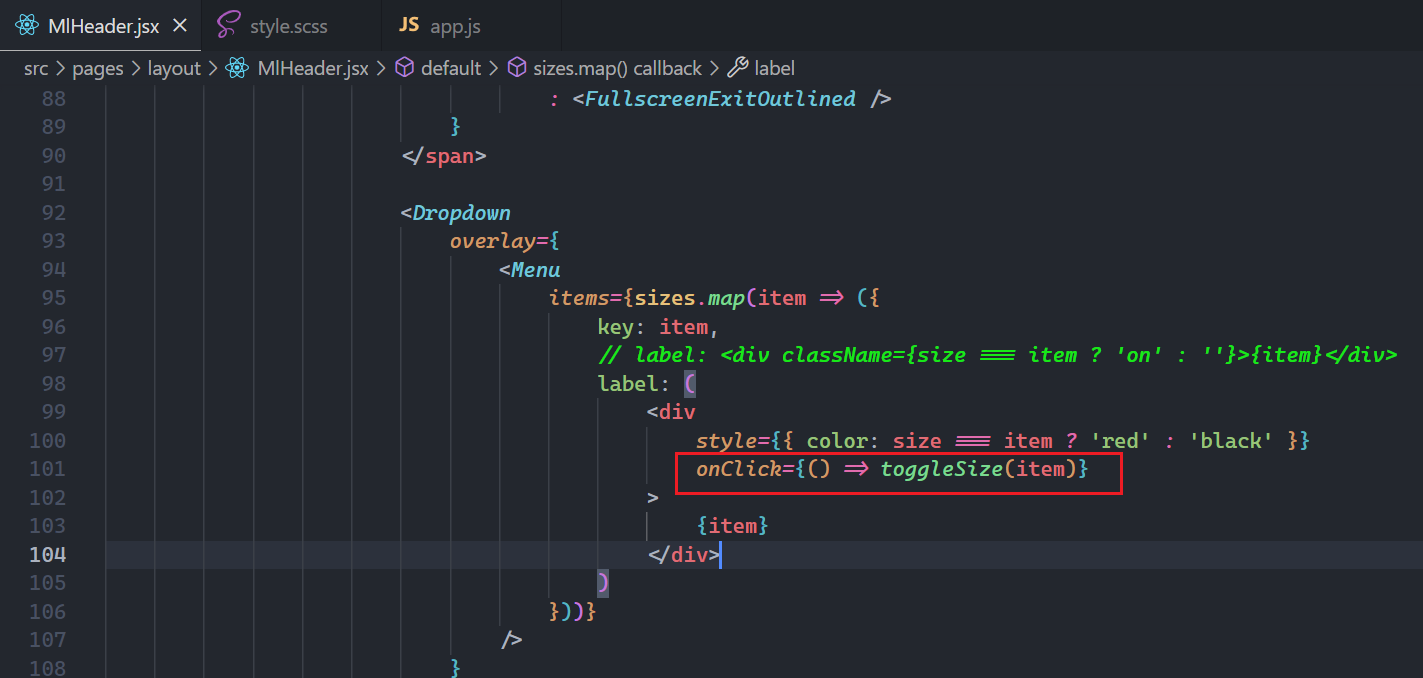 MlHeader.jsx × style.scss JS app.js
src > pages > layout > MlHeader.jsx > default > sizes.map() callback > label
88 : <FullscreenExitOutlined />
89 }
90 </span>
91
92 <Dropdown
93 overlay={
94 <Menu
95 items={sizes.map(item => ({
96 key: item,
97 // label: <div className={size === item ? 'on' : ''}>{item}</div>
98 label: (
99 <div
100 style={{ color: size === item ? 'red' : 'black' }}
101 onClick={() => toggleSize(item)}
102 >
103 {item}
104 </div>
105 )
106 }))}
107 />
108 }